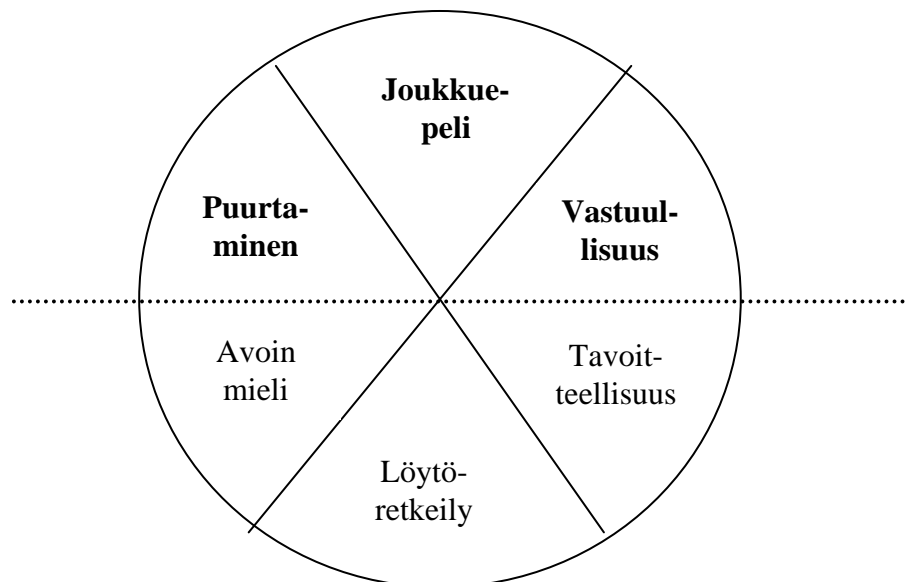 Joukkue-
peli
Puurta-
minen
Vastuul-
lisuus
Avoin
mieli
Tavoit-
teellisuus
Löytö-
retkeily